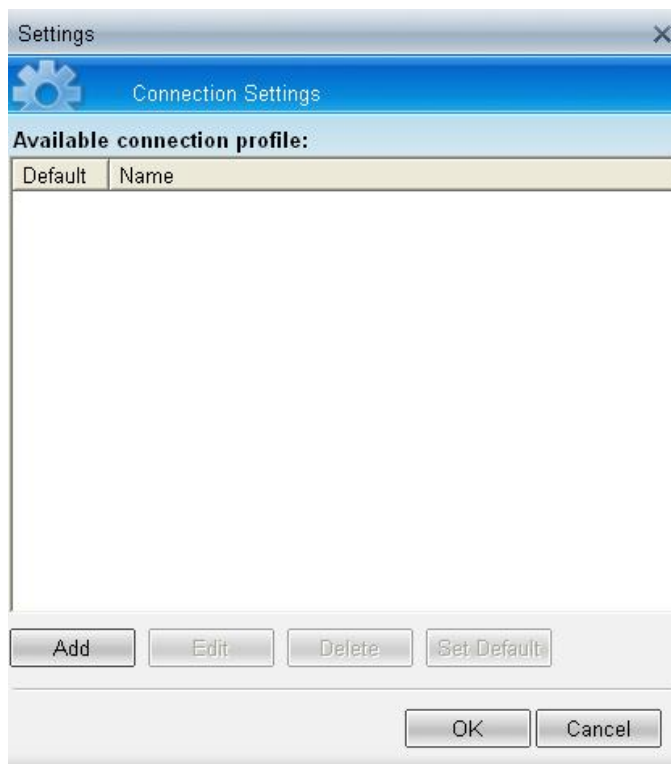 Settings
Connection Settings
Available connection profile:
Default Name
Add Edit Delete Set Default
OK Cancel